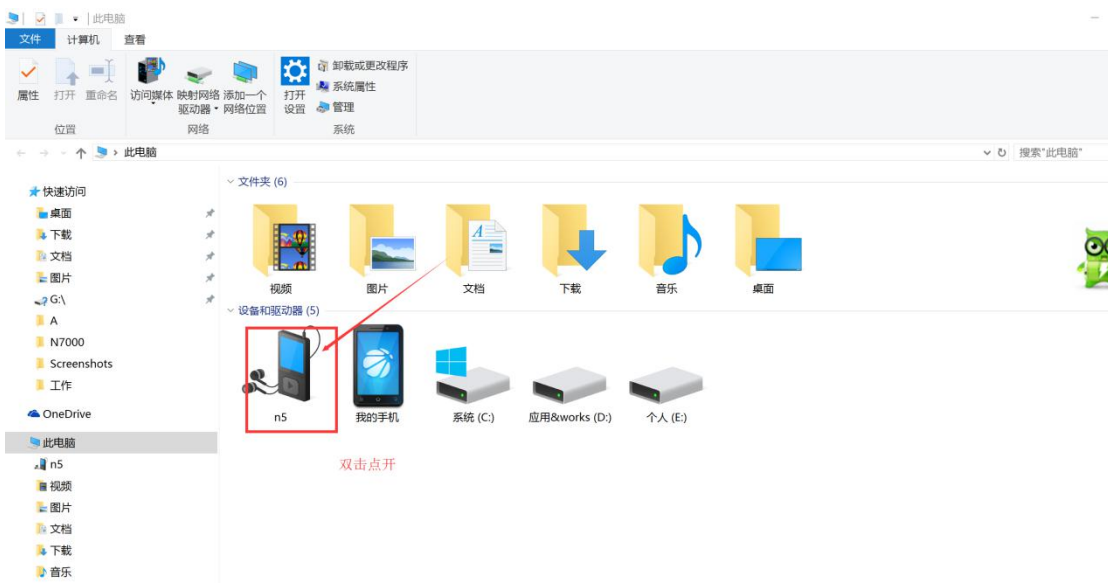 此电脑
文件 计算机 查看
属性 打开 重命名 访问媒体 映射网络驱动器 添加一个网络位置 打开设置 卸载或更改程序
系统属性
管理
位置 网络 系统
此电脑 搜索"此电脑"
快速访问
桌面
下载
文档
图片
G:\
A
N7000
Screenshots
工作
OneDrive
此电脑
n5
视频
图片
文档
下载
音乐
文件夹 (6)
视频 图片 文档 下载 音乐 桌面
设备和驱动器 (5)
n5 我的手机 系统 (C:) 应用&works (D:) 个人 (E:)
双击点开